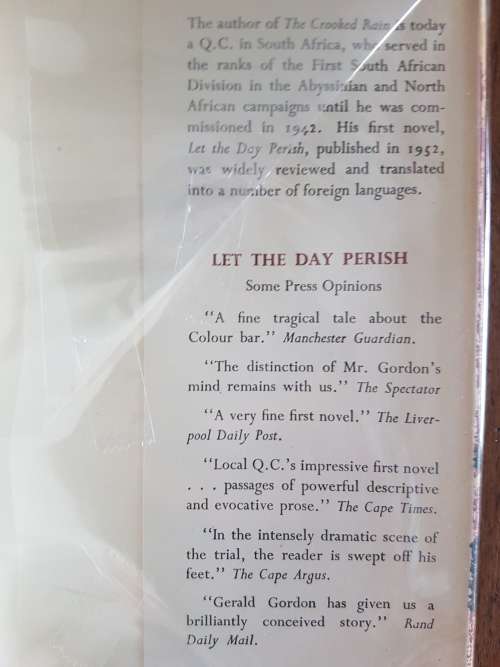 The author of The Crooked Rain is today
a Q.C. in South Africa, who served in
the ranks of the First South African
Division in the Abyssinian and North
African campaigns until he was com-
missioned in 1942. His first novel,
Let the Day Perish, published in 1952,
was widely reviewed and translated
into a number of foreign languages.
LET THE DAY PERISH
Some Press Opinions
“A fine tragical tale about the
Colour bar.” Manchester Guardian.
“The distinction of Mr. Gordon's
mind remains with us.” The Spectator
“A very fine first novel.” The Liver-
pool Daily Post.
“Local Q.C.'s impressive first novel
. . . passages of powerful descriptive
and evocative prose.” The Cape Times.
“In the intensely dramatic scene of
the trial, the reader is swept off his
feet.” The Cape Argus.
“Gerald Gordon has given us a
brilliantly conceived story.” Rand
Daily Mail.